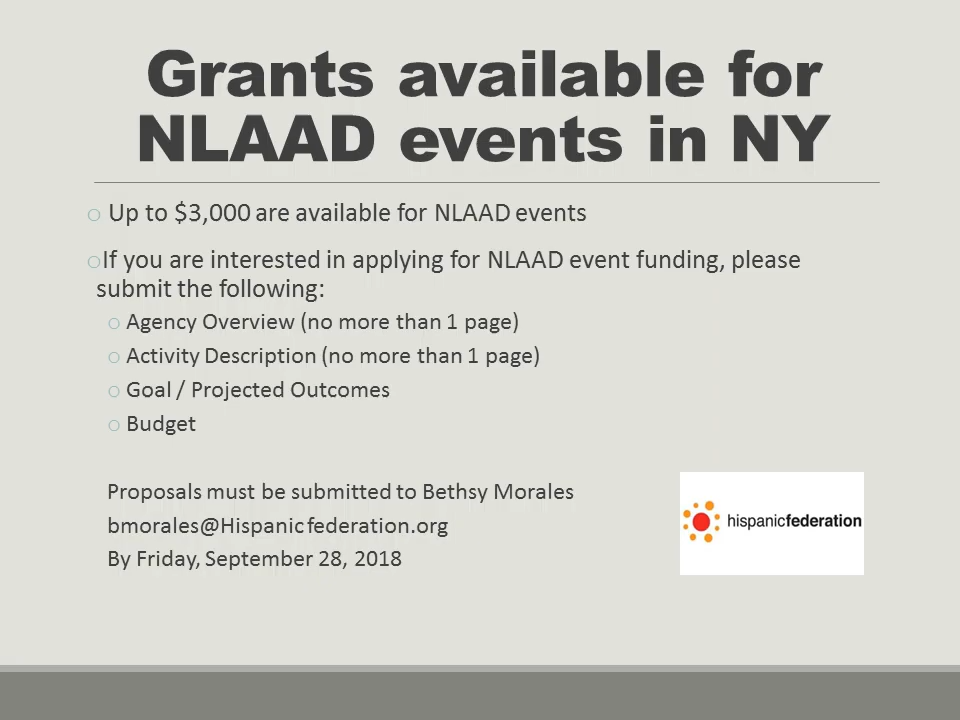 Grants available for
NLAAD events in NY
o Up to $3,000 are available for NLAAD events
oIf you are interested in applying for NLAAD event funding, please
submit the following:
o Agency Overview (no more than 1 page)
o Activity Description (no more than 1 page)
o Goal / Projected Outcomes
o Budget
Proposals must be submitted to Bethsy Morales
bmorales@Hispanicfederation.org
By Friday, September 28, 2018
hispanicfederation